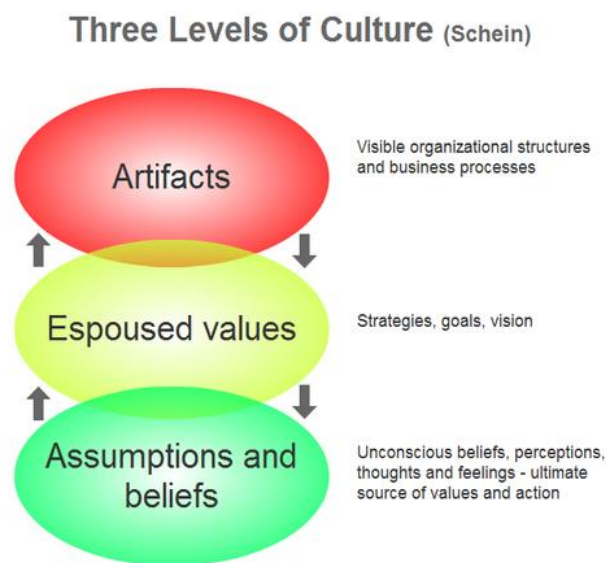 Three Levels of Culture (Schein)
Artifacts
Visible organizational structures
and business processes
Espoused values
Strategies, goals, vision
Assumptions and
beliefs
Unconscious beliefs, perceptions,
thoughts and feelings - ultimate
source of values and action